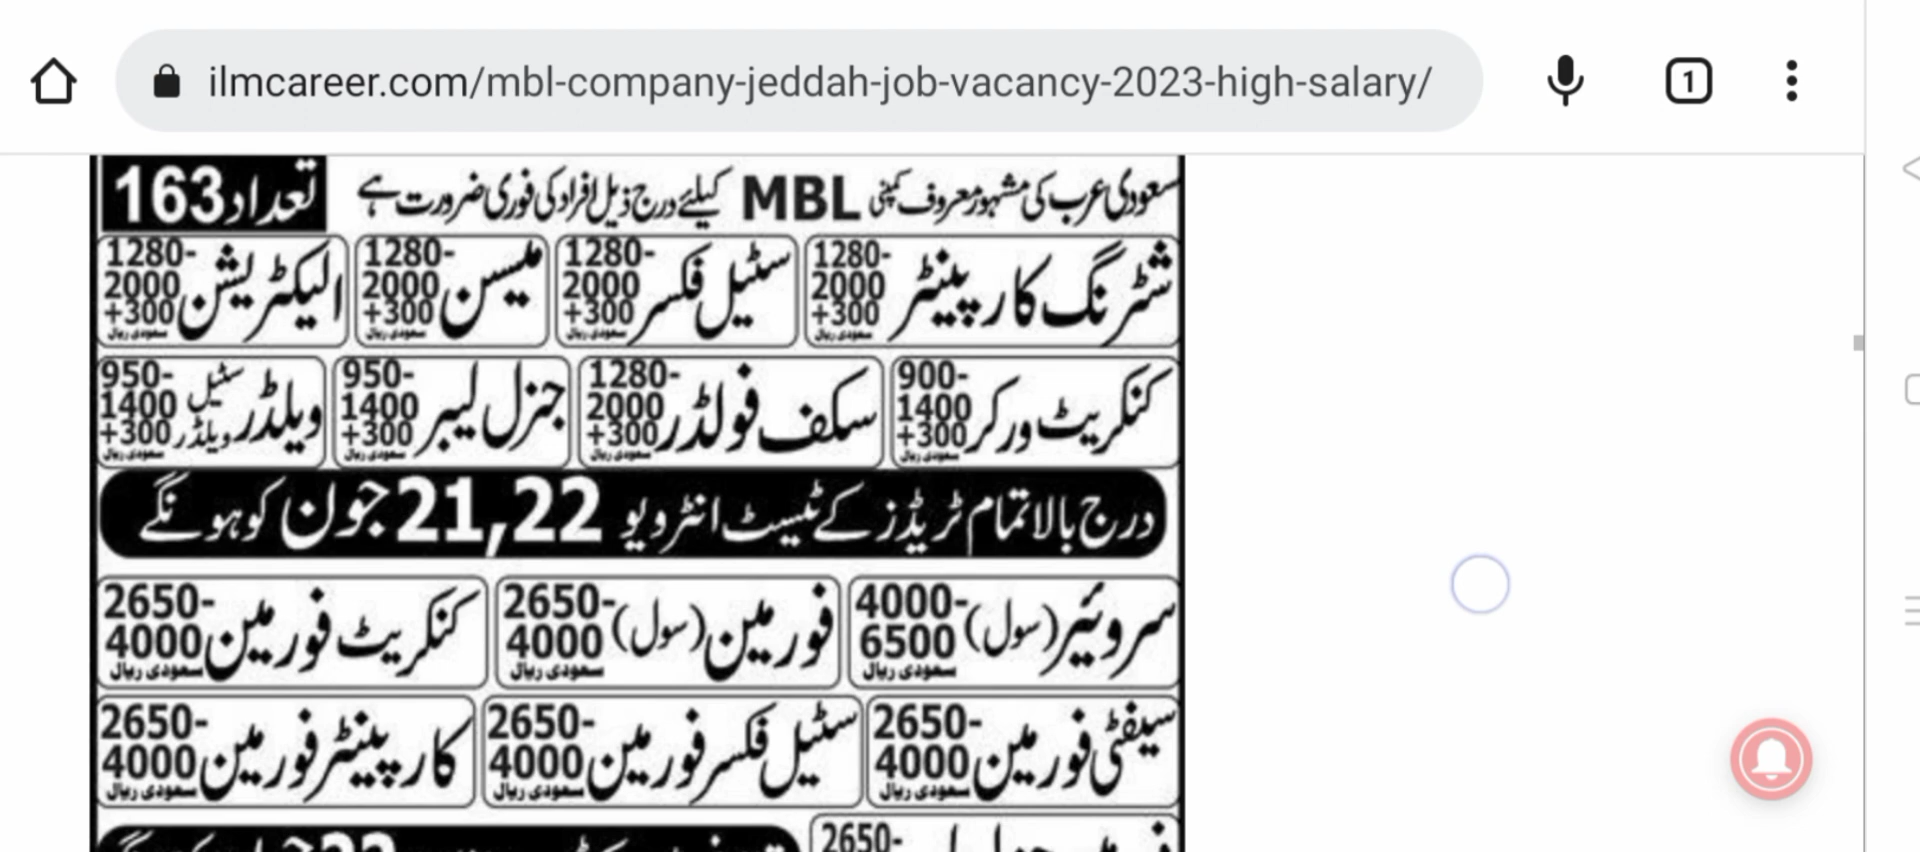 ilmcareer.com/mbl-company-jeddah-job-vacancy-2023-high-salary/
1
سعودی عرب کی مشہور معروف کمپنی MBL کیلئے درج ذیل افراد کی فوری ضرورت ہے تعداد 163
شٹرنگ کارپینٹر 1280-2000 +300 سعودی ریال
سٹیل فکسر 1280-2000 +300 سعودی ریال
میسن 1280-2000 +300 سعودی ریال
الیکٹریشن 1280-2000 +300 سعودی ریال
کنکریٹ ورکر 900-1400 +300 سعودی ریال
سکف فولڈر 1280-2000 +300 سعودی ریال
جنرل لیبر 950-1400 +300 سعودی ریال
ویلڈر سٹیل ویلڈر 950-1400 +300 سعودی ریال
درج بالا تمام ٹریڈز کے ٹیسٹ انٹرویو 21,22 جون کو ہونگے
سروئیر (سول) 4000-6500 سعودی ریال
فورمین (سول) 2650-4000 سعودی ریال
کنکریٹ فورمین 2650-4000 سعودی ریال
سیفٹی فورمین 2650-4000 سعودی ریال
سٹیل فکسر فورمین 2650-4000 سعودی ریال
کارپینٹر فورمین 2650-4000 سعودی ریال
2650-